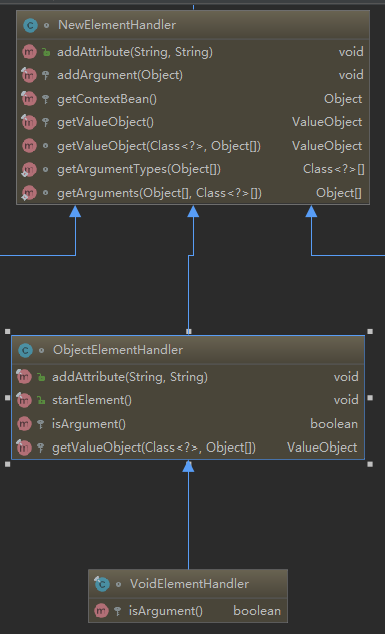 NewElementHandler
addAttribute(String, String) void
addArgument(Object) void
getContextBean() Object
getValueObject() ValueObject
getValueObject(Class<?>, Object[]) ValueObject
getArgumentTypes(Object[]) Class<?>[]
getArguments(Object[], Class<?>[]) Object[]
ObjectElementHandler
addAttribute(String, String) void
startElement() void
isArgument() boolean
getValueObject(Class<?>, Object[]) ValueObject
VoidElementHandler
isArgument() boolean